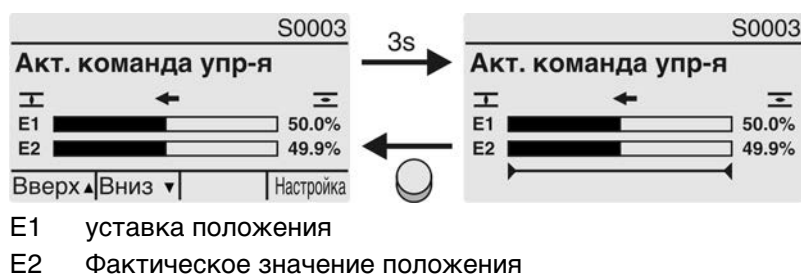 S0003
Акт. команда упр-я
E1 50.0%
E2 49.9%
Вверх▲ Вниз ▼ Настройка
3s
S0003
Акт. команда упр-я
E1 50.0%
E2 49.9%
E1 уставка положения
E2 Фактическое значение положения